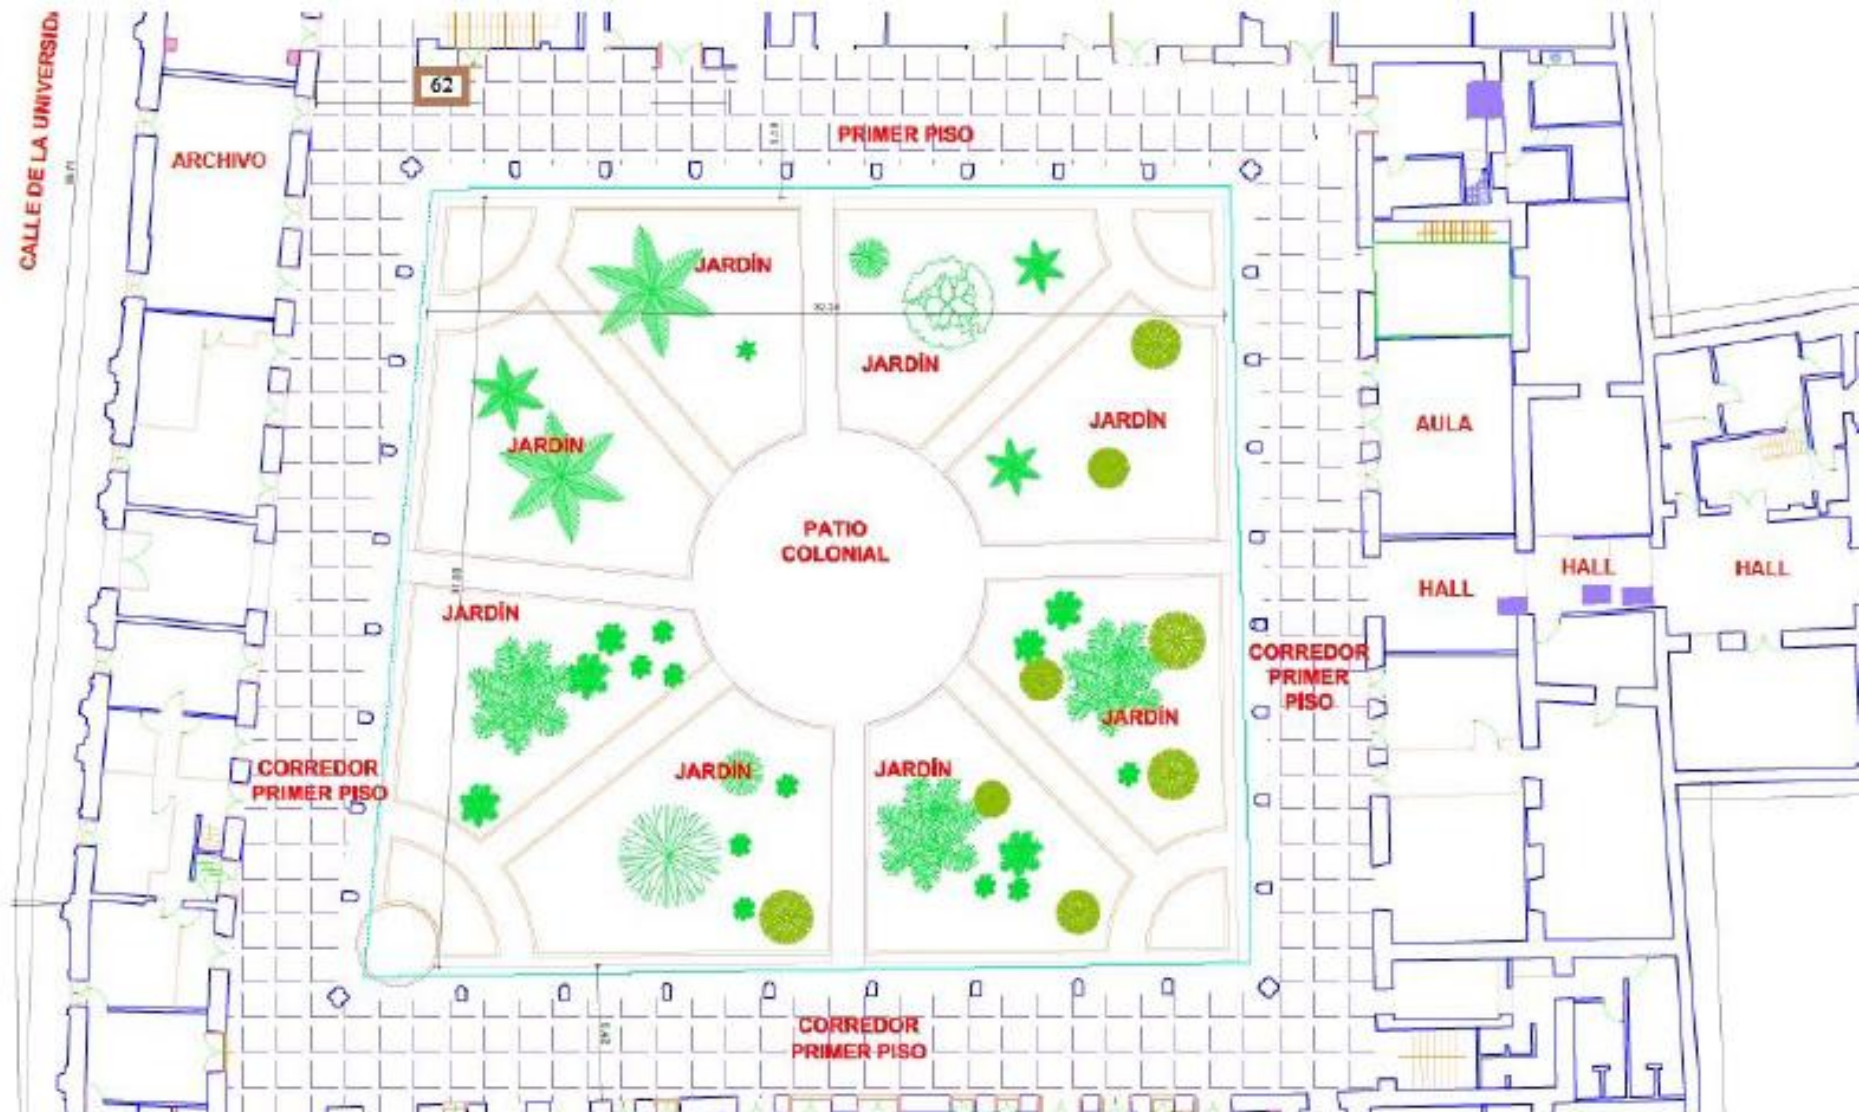 CALLE DE LA UNIVERSID
62
PRIMER PISO
ARCHIVO
JARDÍN
JARDÍN
JARDÍN
JARDÍN
AULA
PATIO
COLONIAL
HALL
HALL
HALL
JARDÍN
CORREDOR
PRIMER
PISO
JARDÍN
CORREDOR
PRIMER PISO
JARDÍN
JARDÍN
CORREDOR
PRIMER PISO